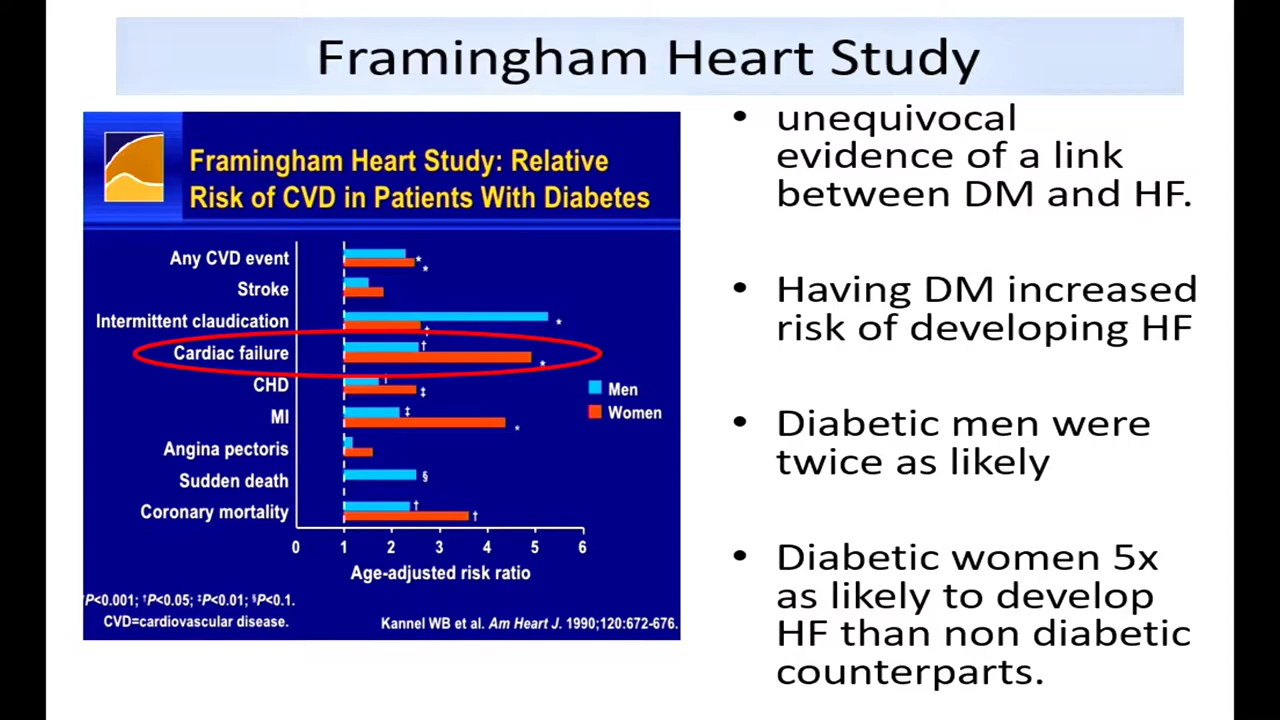 Framingham Heart Study
Framingham Heart Study: Relative
Risk of CVD in Patients With Diabetes
Any CVD event
*
*
Stroke
Intermittent claudication
*
†
Cardiac failure
†
*
CHD
†
‡
MI
‡
*
Angina pectoris
Sudden death
§
Coronary mortality
†
†
Men
Women
0 1 2 3 4 5 6
Age-adjusted risk ratio
P<0.001; †P<0.05; ‡P<0.01; §P<0.1.
CVD=cardiovascular disease.
Kannel WB et al. Am Heart J. 1990;120:672-676.
• unequivocal
evidence of a link
between DM and HF.
• Having DM increased
risk of developing HF
• Diabetic men were
twice as likely
• Diabetic women 5x
as likely to develop
HF than non diabetic
counterparts.